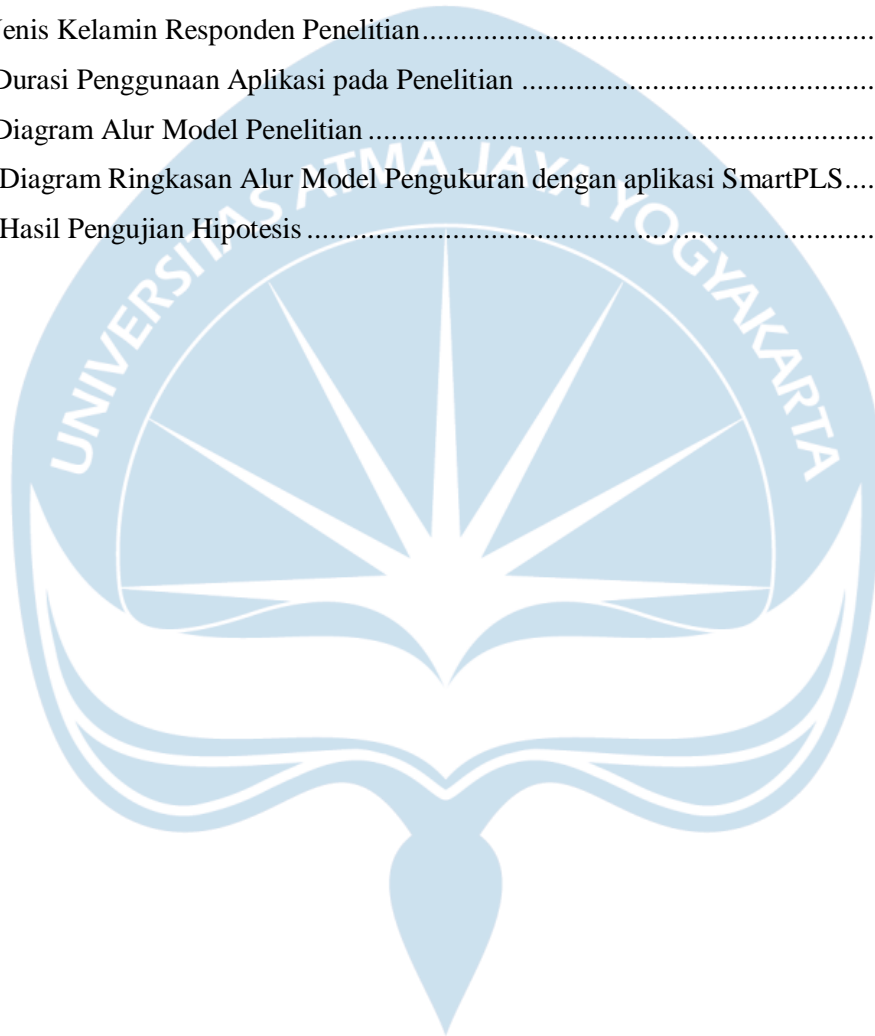 Jenis Kelamin Responden Penelitian........................................................
Durasi Penggunaan Aplikasi pada Penelitian ...........................................
Diagram Alur Model Penelitian ...............................................................
Diagram Ringkasan Alur Model Pengukuran dengan aplikasi SmartPLS....
Hasil Pengujian Hipotesis .......................................................................
UNIVERSITAS ATMA JAYA YOGYAKARTA